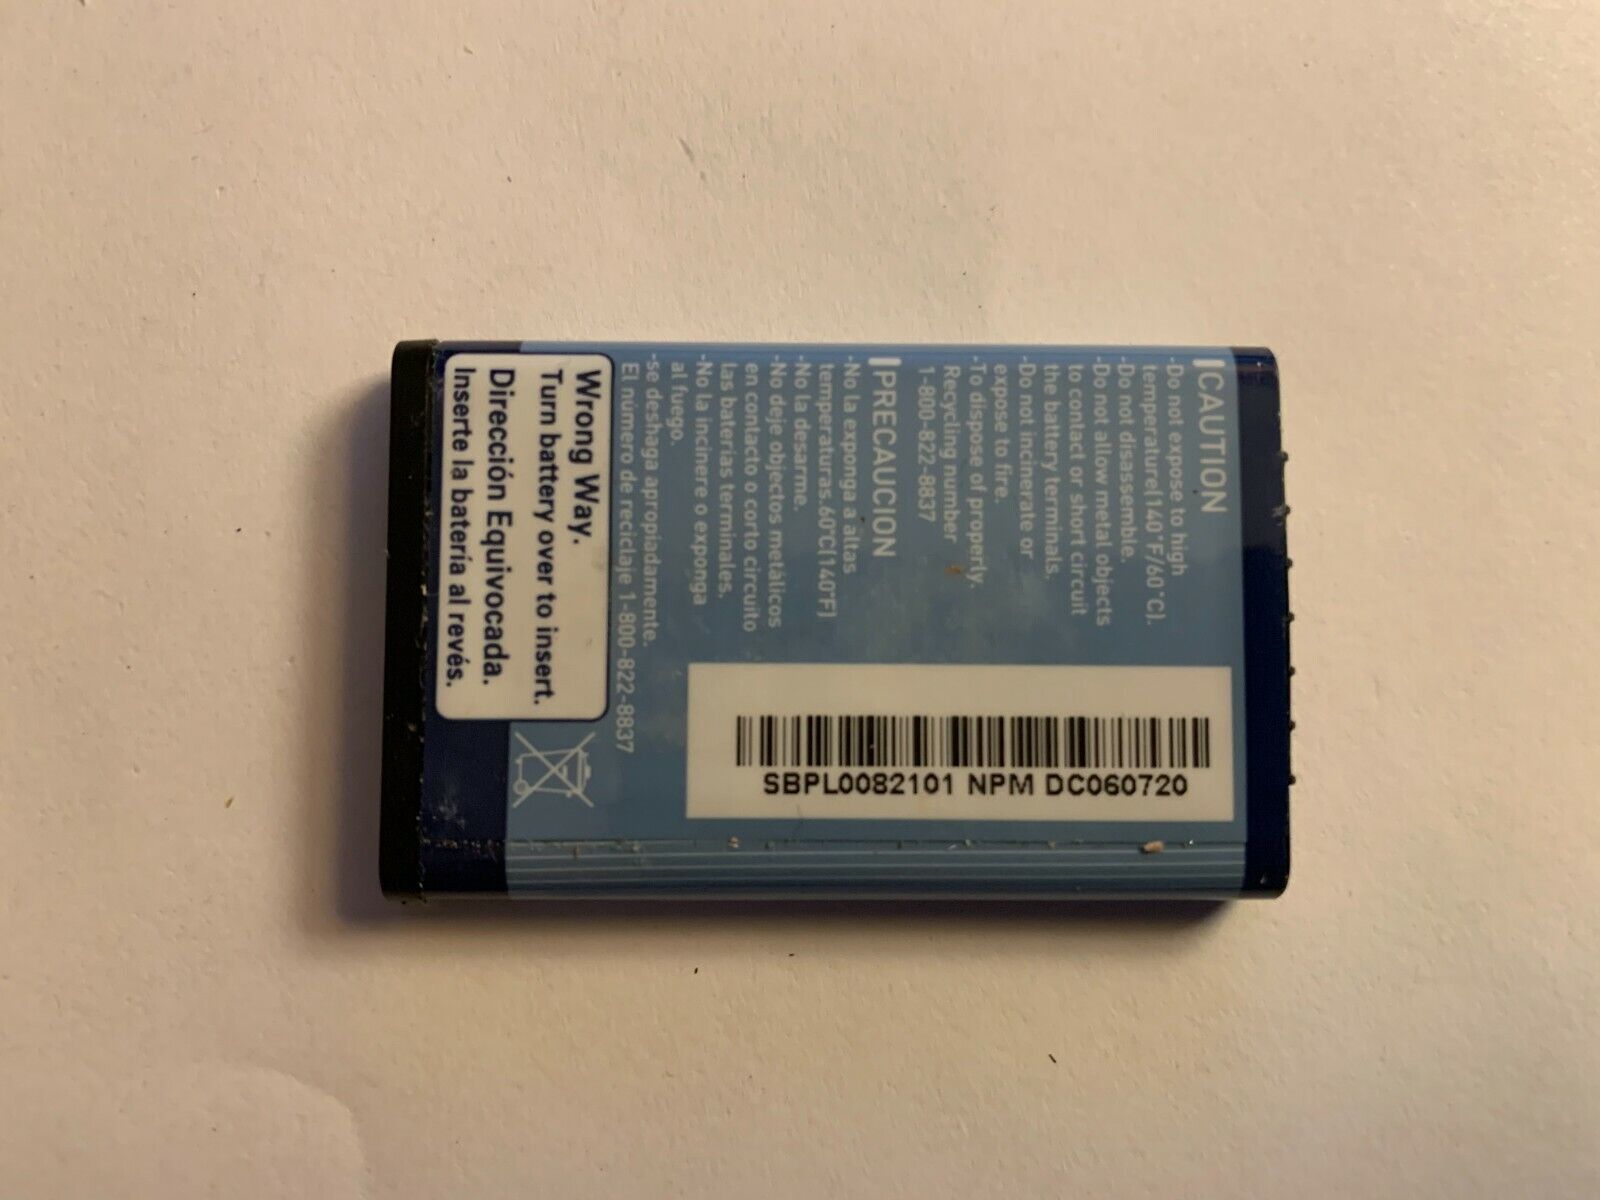 CAUTION
-Do not expose to high
temperature(140°F/60°C).
-Do not disassemble.
-Do not allow metal objects
to contact or short circuit
the battery terminals.
-Do not incinerate or
expose to fire.
-To dispose of properly.
Recycling number
1-800-822-8837
PRECAUCION
-No la exponga a altas
temperaturas.60°C(140°F)
-No la desarme.
-No deje objectos metálicos
en contacto o corto circuito
las baterías terminales.
-No la incinere o exponga
al fuego.
-se deshaga apropiadamente.
El número de reciclaje 1-800-822-8837
Wrong Way.
Turn battery over to insert.
Dirección Equivocada.
Inserte la batería al revés.
SBPL0082101 NPM DC060720